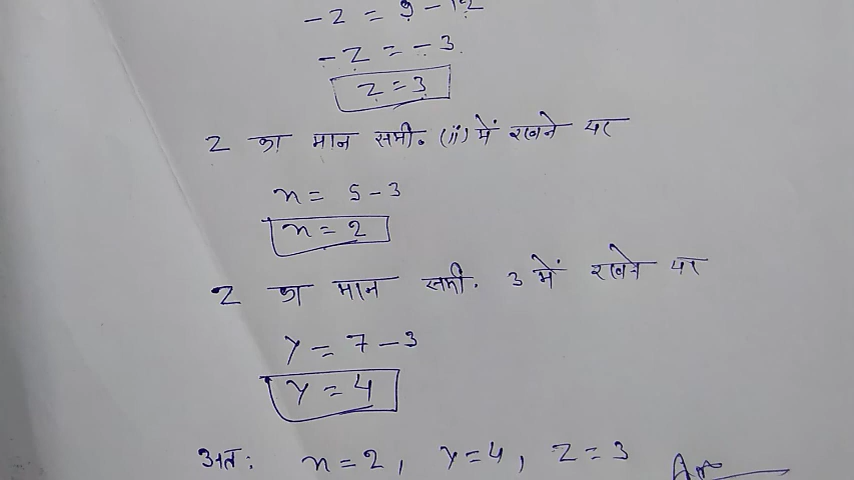 -z = 9 - 12
-z = -3
z = 3
z का मान समी. (ii) में रखने पर
x = 5 - 3
x = 2
z का मान समी. 3 में रखने पर
y = 7 - 3
y = 4
अतः x = 2, y = 4, z = 3 Ans